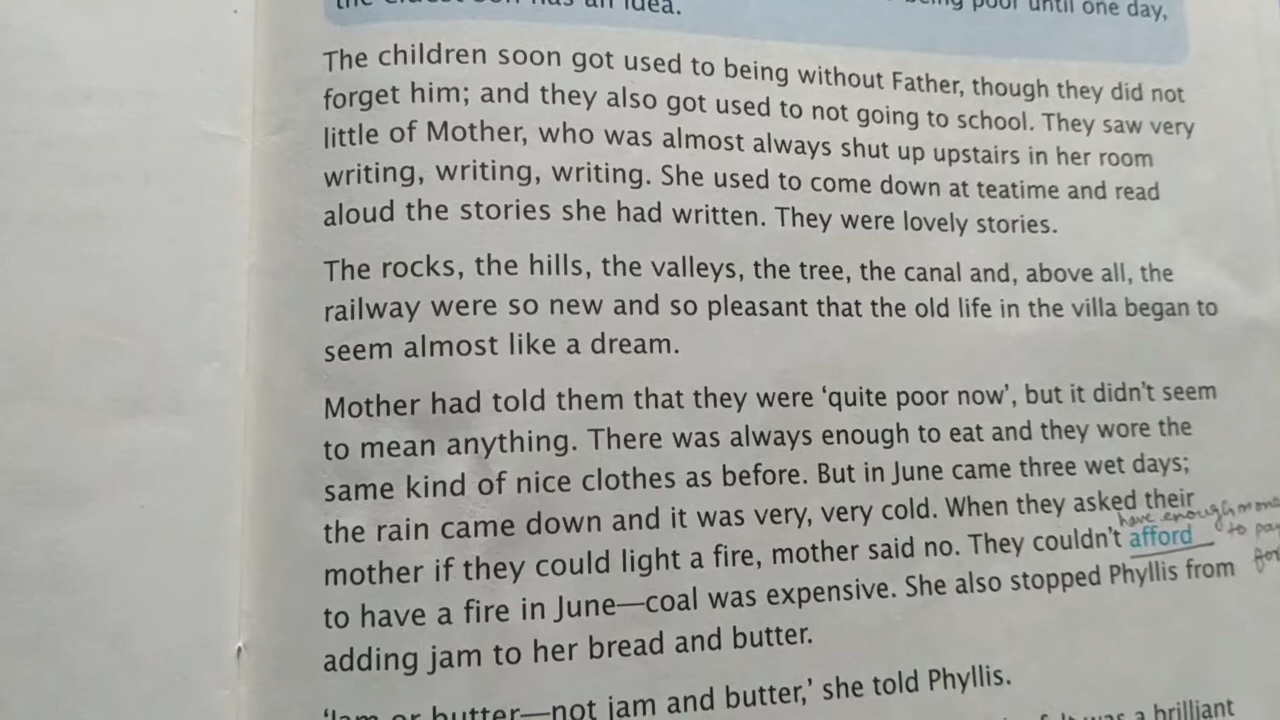 the eldest son has an idea.
being poor until one day,
The children soon got used to being without Father, though they did not
forget him; and they also got used to not going to school. They saw very
little of Mother, who was almost always shut up upstairs in her room
writing, writing, writing. She used to come down at teatime and read
aloud the stories she had written. They were lovely stories.
The rocks, the hills, the valleys, the tree, the canal and, above all, the
railway were so new and so pleasant that the old life in the villa began to
seem almost like a dream.
Mother had told them that they were ‘quite poor now’, but it didn’t seem
to mean anything. There was always enough to eat and they wore the
same kind of nice clothes as before. But in June came three wet days;
the rain came down and it was very, very cold. When they asked their
have enough
mother if they could light a fire, mother said no. They couldn’t afford
to
for
to have a fire in June—coal was expensive. She also stopped Phyllis from
adding jam to her bread and butter.
‘Jam or butter—not jam and butter,’ she told Phyllis.
was a brilliant